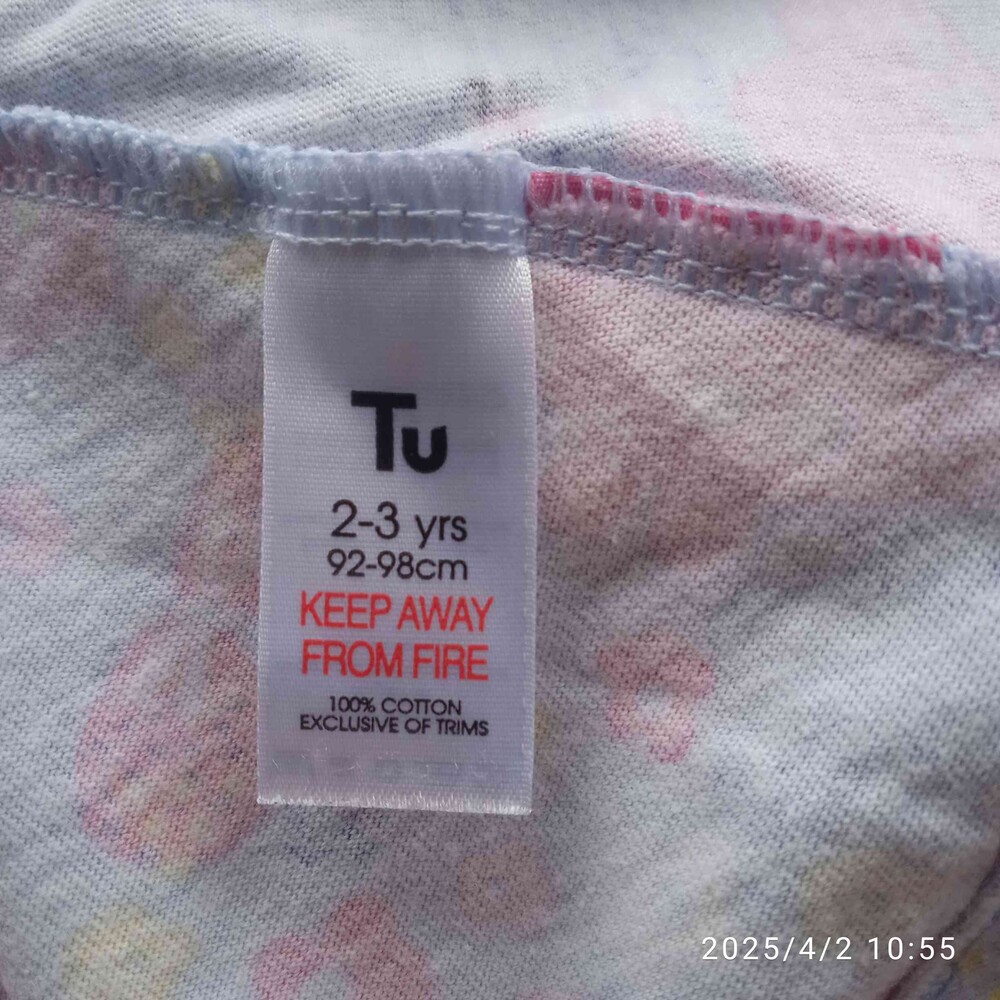 Tu
2-3 yrs
92-98cm
KEEP AWAY
FROM FIRE
100% COTTON
EXCLUSIVE OF TRIMS
2025/4/2 10:55